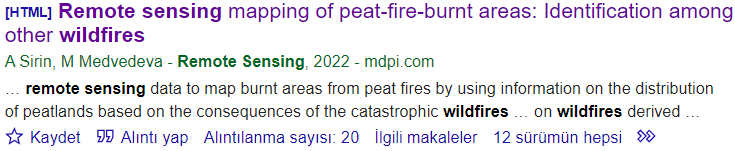 [HTML] Remote sensing mapping of peat-fire-burnt areas: Identification among
other wildfires
A Sirin, M Medvedeva - Remote Sensing, 2022 - mdpi.com
… remote sensing data to map burnt areas from peat fires by using information on the distribution
of peatlands based on the consequences of the catastrophic wildfires … on wildfires derived …
Kaydet Alıntı yap Alıntılanma sayısı: 20 İlgili makaleler 12 sürümün hepsi